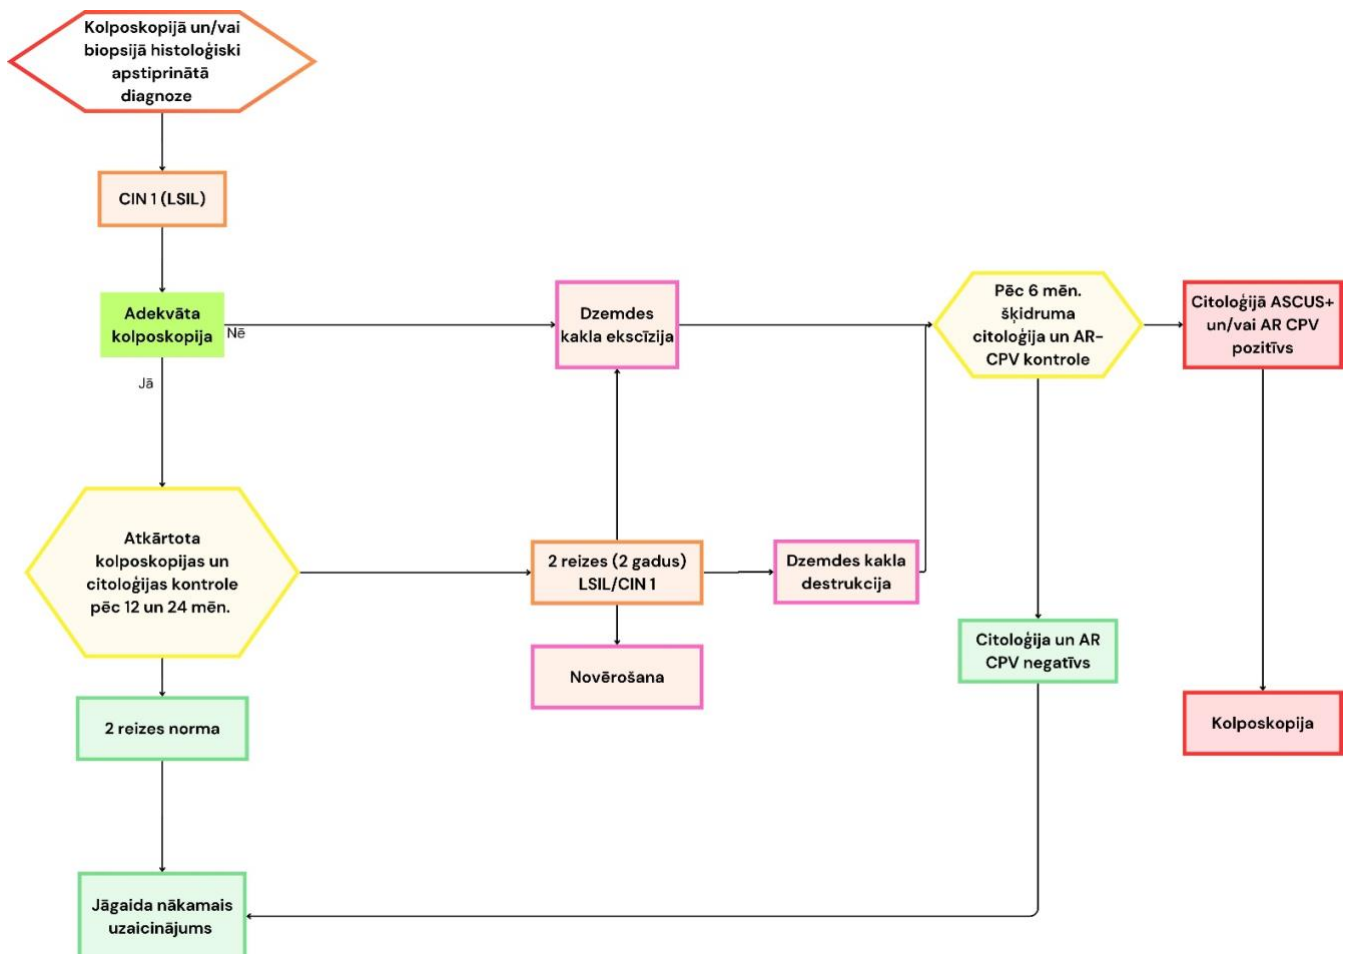 Kolposkopijā un/vai
biopsijā histoloģiski
apstiprinātā
diagnoze
CIN 1 (LSIL)
Adekvāta
kolposkopija
Nē
Jā
Dzemdes
kakla ekscīzija
Pēc 6 mēn.
šķidruma
citoloģija un AR-
CPV kontrole
Citoloģijā ASCUS+
un/vai AR CPV
pozitīvs
Atkārtota
kolposkopijas un
citoloģijas kontrole
pēc 12 un 24 mēn.
2 reizes (2 gadus)
LSIL/CIN 1
Dzemdes kakla
destrukcija
Novērošana
Citoloģija un AR
CPV negatīvs
2 reizes norma
Kolposkopija
Jāgaida nākamais
uzaicinājums